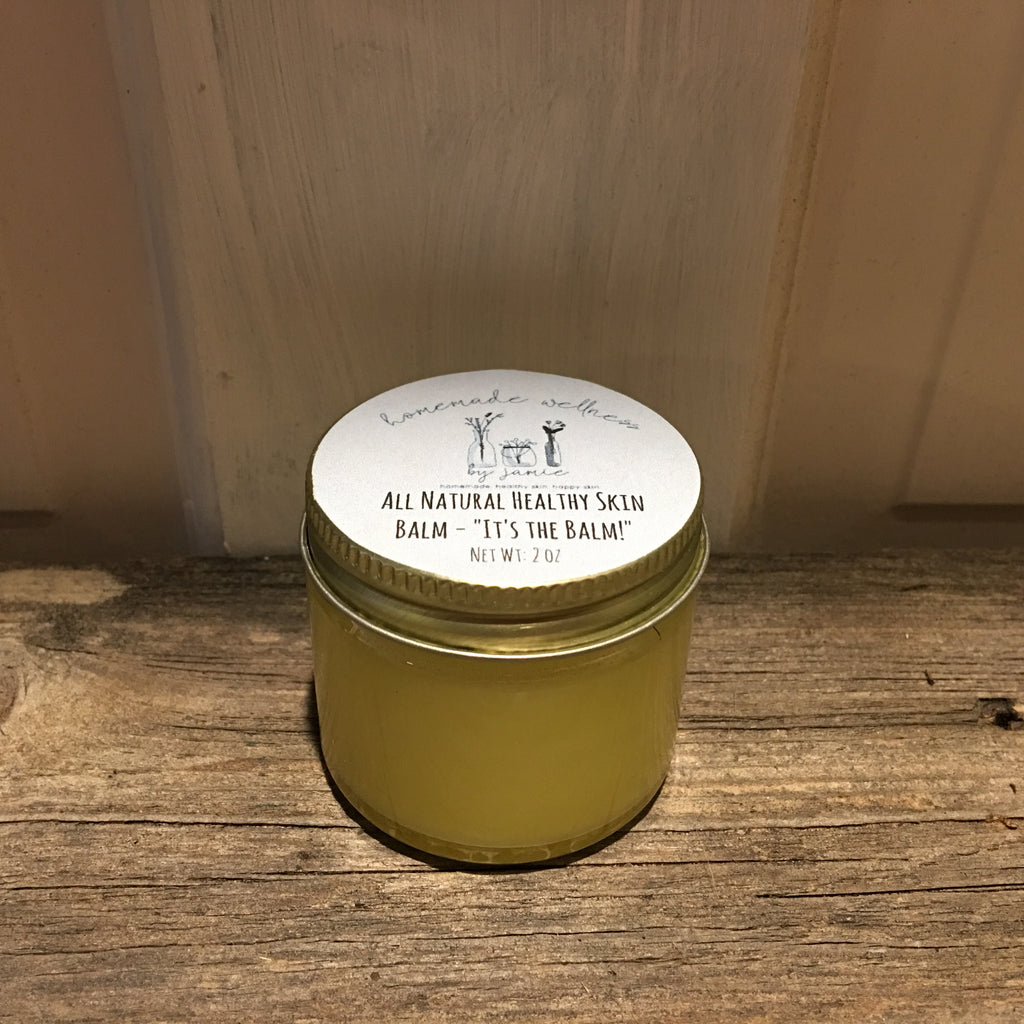 homemade wellness
by Jamie
homemade. healthy skin. happy skin.
All Natural Healthy Skin
Balm - "It's the Balm!"
Net Wt: 2 oz